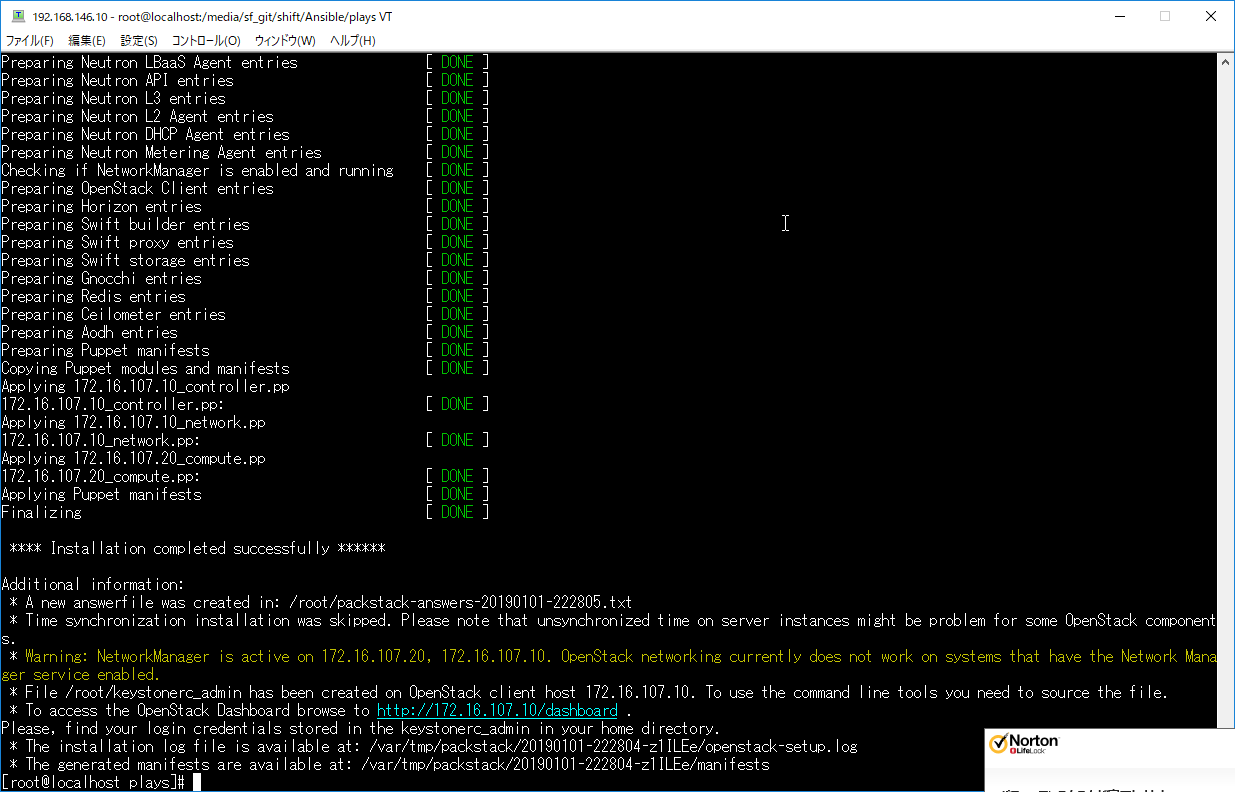 192.168.146.10 - root@localhost:/media/sf_git/shift/Ansible/plays VT
ファイル(F) 編集(E) 設定(S) コントロール(O) ウィンドウ(W) ヘルプ(H)
Preparing Neutron LBaaS Agent entries [ DONE ]
Preparing Neutron API entries [ DONE ]
Preparing Neutron L3 entries [ DONE ]
Preparing Neutron L2 Agent entries [ DONE ]
Preparing Neutron DHCP Agent entries [ DONE ]
Preparing Neutron Metering Agent entries [ DONE ]
Checking if NetworkManager is enabled and running [ DONE ]
Preparing OpenStack Client entries [ DONE ]
Preparing Horizon entries [ DONE ]
Preparing Swift builder entries [ DONE ]
Preparing Swift proxy entries [ DONE ]
Preparing Swift storage entries [ DONE ]
Preparing Gnocchi entries [ DONE ]
Preparing Redis entries [ DONE ]
Preparing Ceilometer entries [ DONE ]
Preparing Aodh entries [ DONE ]
Preparing Puppet manifests [ DONE ]
Copying Puppet modules and manifests [ DONE ]
Applying 172.16.107.10_controller.pp
172.16.107.10_controller.pp: [ DONE ]
Applying 172.16.107.10_network.pp
172.16.107.10_network.pp: [ DONE ]
Applying 172.16.107.20_compute.pp
172.16.107.20_compute.pp: [ DONE ]
Applying Puppet manifests [ DONE ]
Finalizing [ DONE ]
**** Installation completed successfully ******
Additional information:
* A new answerfile was created in: /root/packstack-answers-20190101-222805.txt
* Time synchronization installation was skipped. Please note that unsynchronized time on server instances might be problem for some OpenStack component
s.
* Warning: NetworkManager is active on 172.16.107.20, 172.16.107.10. OpenStack networking currently does not work on systems that have the Network Mana
ger service enabled.
* File /root/keystonerc_admin has been created on OpenStack client host 172.16.107.10. To use the command line tools you need to source the file.
* To access the OpenStack Dashboard browse to http://172.16.107.10/dashboard .
Please, find your login credentials stored in the keystonerc_admin in your home directory.
* The installation log file is available at: /var/tmp/packstack/20190101-222804-z1ILEe/openstack-setup.log
* The generated manifests are available at: /var/tmp/packstack/20190101-222804-z1ILEe/manifests
[root@localhost plays]#
Norton
LifeLock